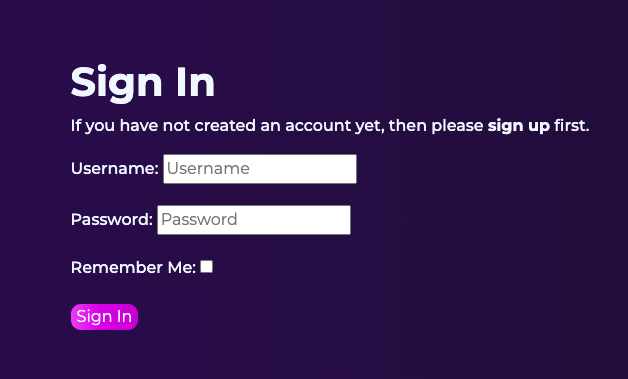 Sign In
If you have not created an account yet, then please sign up first.
Username: Username
Password: Password
Remember Me:
Sign In